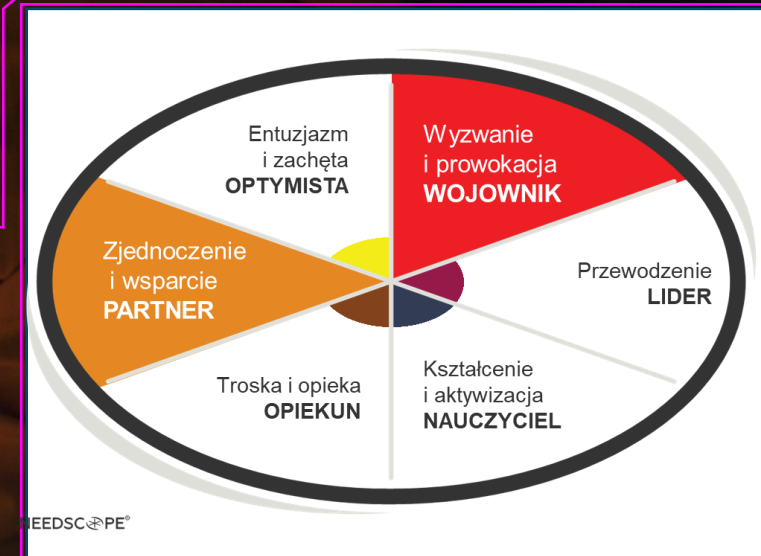 Entuzjazm
i zachęta
OPTYMISTA
Wyzwanie
i prowokacja
WOJOWNIK
Zjednoczenie
i wsparcie
PARTNER
Przewodzenie
LIDER
Troska i opieka
OPIEKUN
Kształcenie
i aktywizacja
NAUCZYCIEL
NEEDSCOPE®